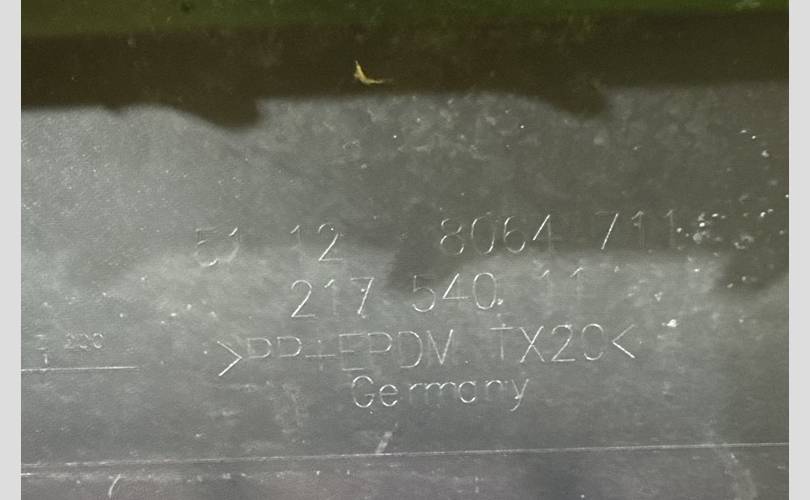 51 12 8064 711
217 540 11
>PP+EPDM TX20<
Germany